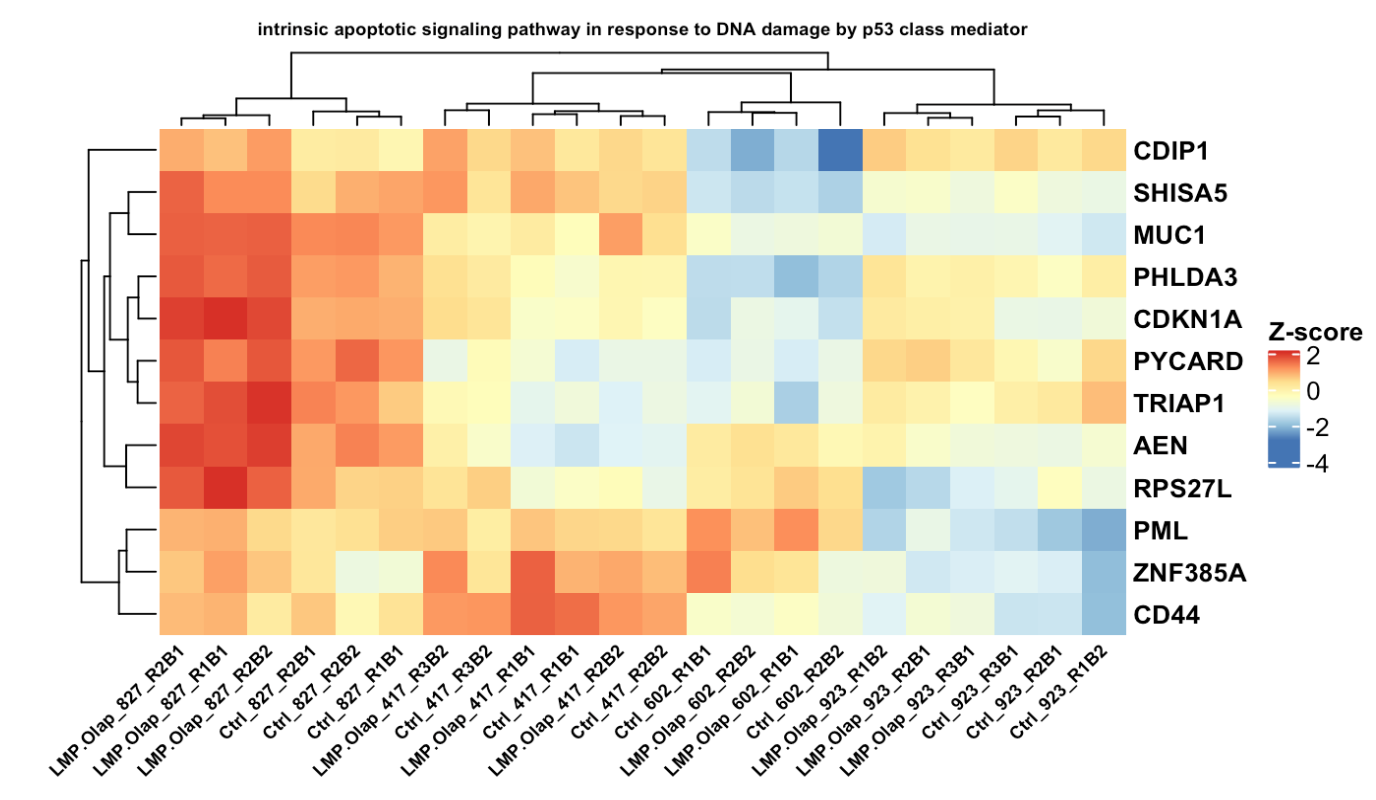 intrinsic apoptotic signaling pathway in response to DNA damage by p53 class mediator
CDIP1
SHISA5
MUC1
PHLDA3
CDKN1A
PYCARD
TRIAP1
AEN
RPS27L
PML
ZNF385A
CD44
Z-score
2
0
-2
-4
LMP.Olap_827_R2B1
LMP.Olap_827_R1B1
LMP.Olap_827_R2B2
Ctrl_827_R2B1
Ctrl_827_R2B2
Ctrl_827_R1B1
LMP.Olap_417_R3B2
Ctrl_417_R3B2
LMP.Olap_417_R1B1
Ctrl_417_R1B1
LMP.Olap_417_R2B2
Ctrl_417_R2B2
Ctrl_602_R1B1
LMP.Olap_602_R2B2
LMP.Olap_602_R1B1
Ctrl_602_R2B2
LMP.Olap_923_R1B2
LMP.Olap_923_R2B1
LMP.Olap_923_R3B1
Ctrl_923_R3B1
Ctrl_923_R2B1
Ctrl_923_R1B2